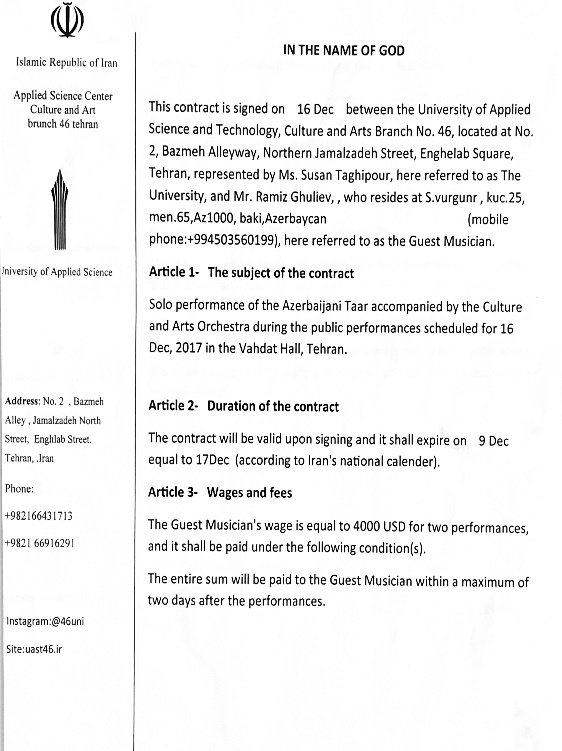 Islamic Republic of Iran
Applied Science Center
Culture and Art
brunch 46 tehran
University of Applied Science
Address: No. 2 , Bazmeh
Alley , Jamalzadeh North
Street, Enghlab Street.
Tehran, .Iran
Phone:
+982166431713
+9821 66916291
Instagram:@46uni
Site:uast46.ir
IN THE NAME OF GOD
This contract is signed on 16 Dec between the University of Applied
Science and Technology, Culture and Arts Branch No. 46, located at No.
2, Bazmeh Alleyway, Northern Jamalzadeh Street, Enghelab Square,
Tehran, represented by Ms. Susan Taghipour, here referred to as The
University, and Mr. Ramiz Ghuliev, , who resides at S.vurgunr , kuc.25,
men.65,Az1000, baki,Azerbaycan (mobile
phone:+994503560199), here referred to as the Guest Musician.
Article 1- The subject of the contract
Solo performance of the Azerbaijani Taar accompanied by the Culture
and Arts Orchestra during the public performances scheduled for 16
Dec, 2017 in the Vahdat Hall, Tehran.
Article 2- Duration of the contract
The contract will be valid upon signing and it shall expire on 9 Dec
equal to 17Dec (according to Iran's national calender).
Article 3- Wages and fees
The Guest Musician's wage is equal to 4000 USD for two performances,
and it shall be paid under the following condition(s).
The entire sum will be paid to the Guest Musician within a maximum of
two days after the performances.